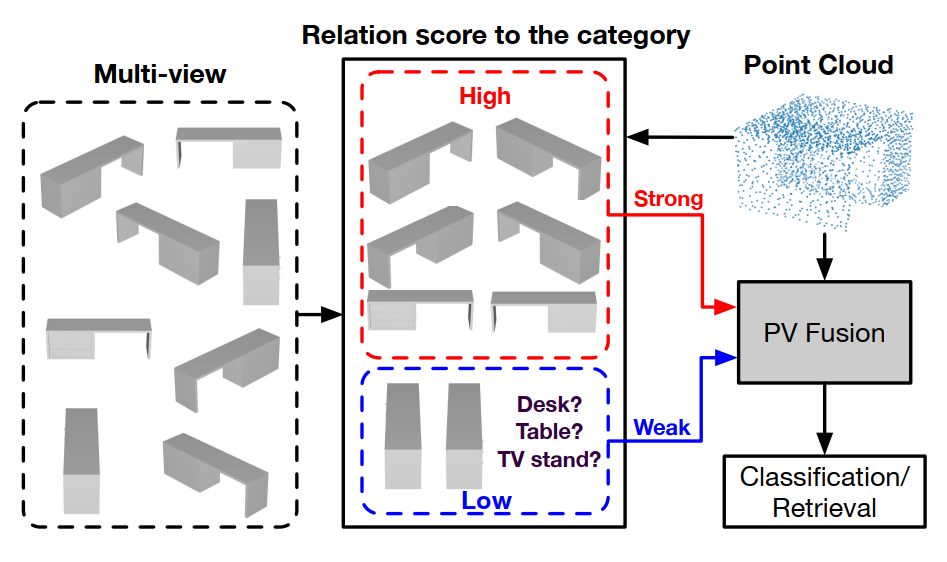 Relation score to the category
Multi-view
Point Cloud
High
Strong
PV Fusion
Desk?
Table?
TV stand?
Weak
Low
Classification/
Retrieval